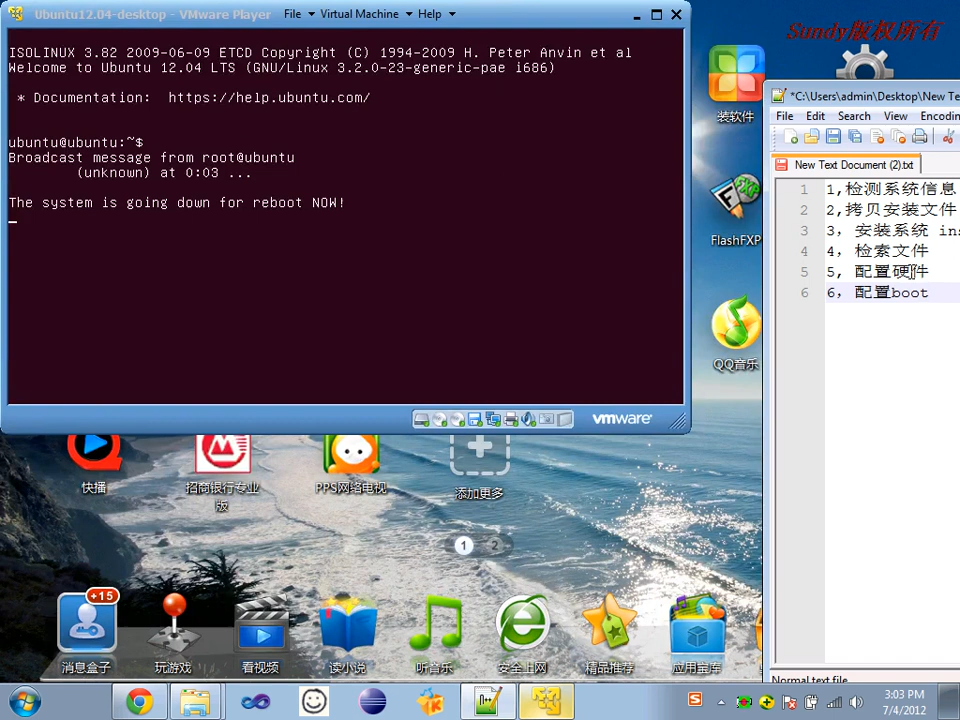 Ubuntu12.04-desktop - VMware Player File Virtual Machine Help
ISOLINUX 3.82 2009-06-09 ETCD Copyright (C) 1994-2009 H. Peter Anvin et al
Welcome to Ubuntu 12.04 LTS (GNU/Linux 3.2.0-23-generic-pae i686)
* Documentation: https://help.ubuntu.com/
ubuntu@ubuntu:~$
Broadcast message from root@ubuntu
(unknown) at 0:03 ...
The system is going down for reboot NOW!
vmware
Sundy版权所有
装软件
FlashFXP
QQ音乐
*C:\Users\admin\Desktop\New Te
File Edit Search View Encodin
New Text Document (2).txt
1 1,检测系统信息
2 2,拷贝安装文件
3 3, 安装系统 ins
4 4, 检索文件
5 5, 配置硬件
6 6, 配置boot
Normal text file
快播
招商银行专业版
PPS网络电视
添加更多
1 2
+15
消息盒子
玩游戏
看视频
读小说
听音乐
安全上网
精品推荐
应用宝库
3:03 PM
7/4/2012